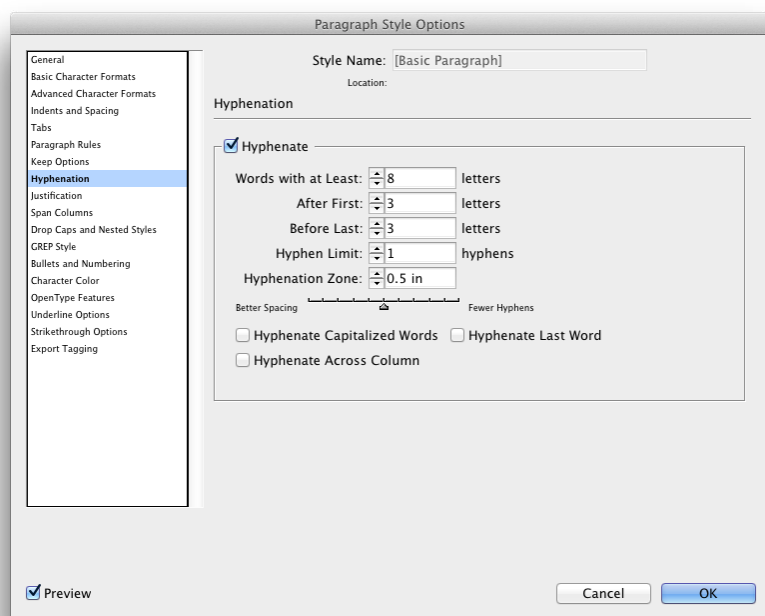 Paragraph Style Options
General
Basic Character Formats
Advanced Character Formats
Indents and Spacing
Tabs
Paragraph Rules
Keep Options
Hyphenation
Justification
Span Columns
Drop Caps and Nested Styles
GREP Style
Bullets and Numbering
Character Color
OpenType Features
Underline Options
Strikethrough Options
Export Tagging
Style Name: [Basic Paragraph]
Location:
Hyphenation
Hyphenate
Words with at Least: 8 letters
After First: 3 letters
Before Last: 3 letters
Hyphen Limit: 1 hyphens
Hyphenation Zone: 0.5 in
Better Spacing Fewer Hyphens
Hyphenate Capitalized Words Hyphenate Last Word
Hyphenate Across Column
Preview Cancel OK